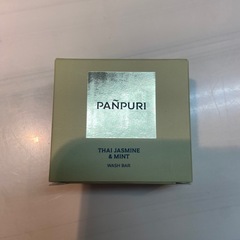 PAÑPURI
THAI JASMINE
& MINT
WASH BAR